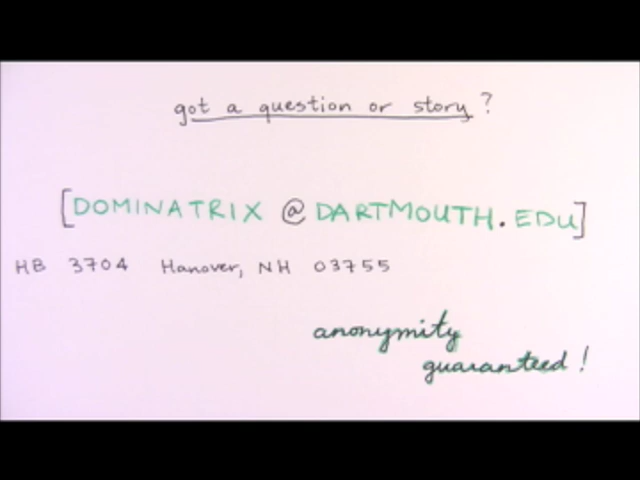 got a question or story?
[DOMINATRIX @ DARTMOUTH.EDU]
HB 3704 Hanover, NH 03755
anonymity
guaranteed!